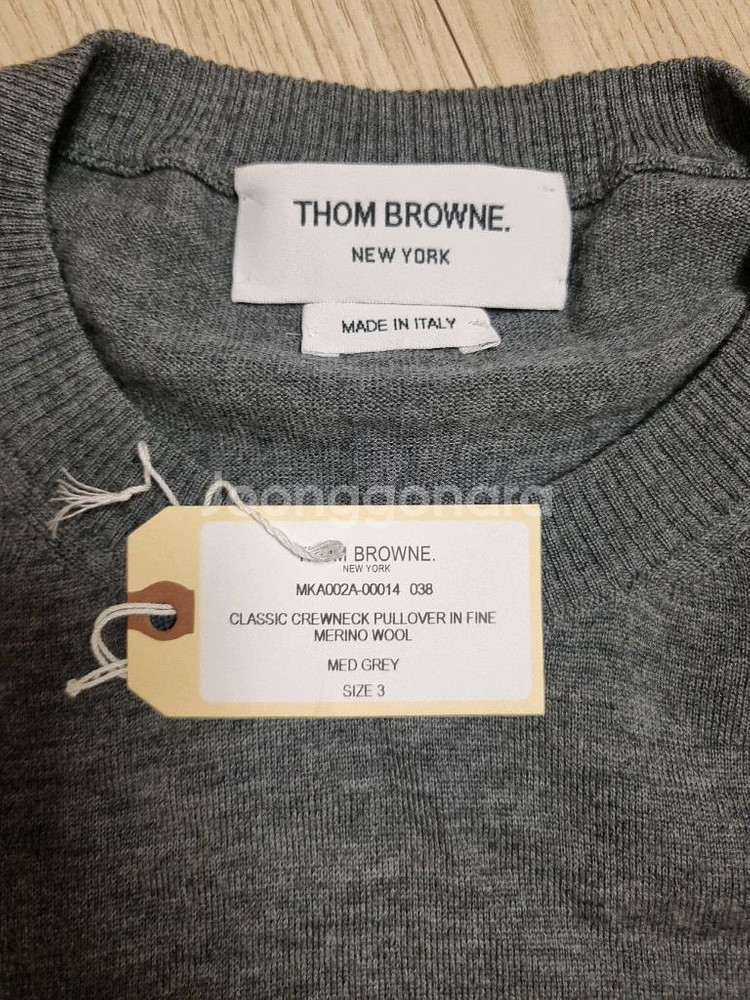 THOM BROWNE.
NEW YORK
MADE IN ITALY
Joonggonara
BROWNE.
NEW YORK
MKA002A-00014 038
CLASSIC CREWNECK PULLOVER IN FINE
MERINO WOOL
MED GREY
SIZE 3